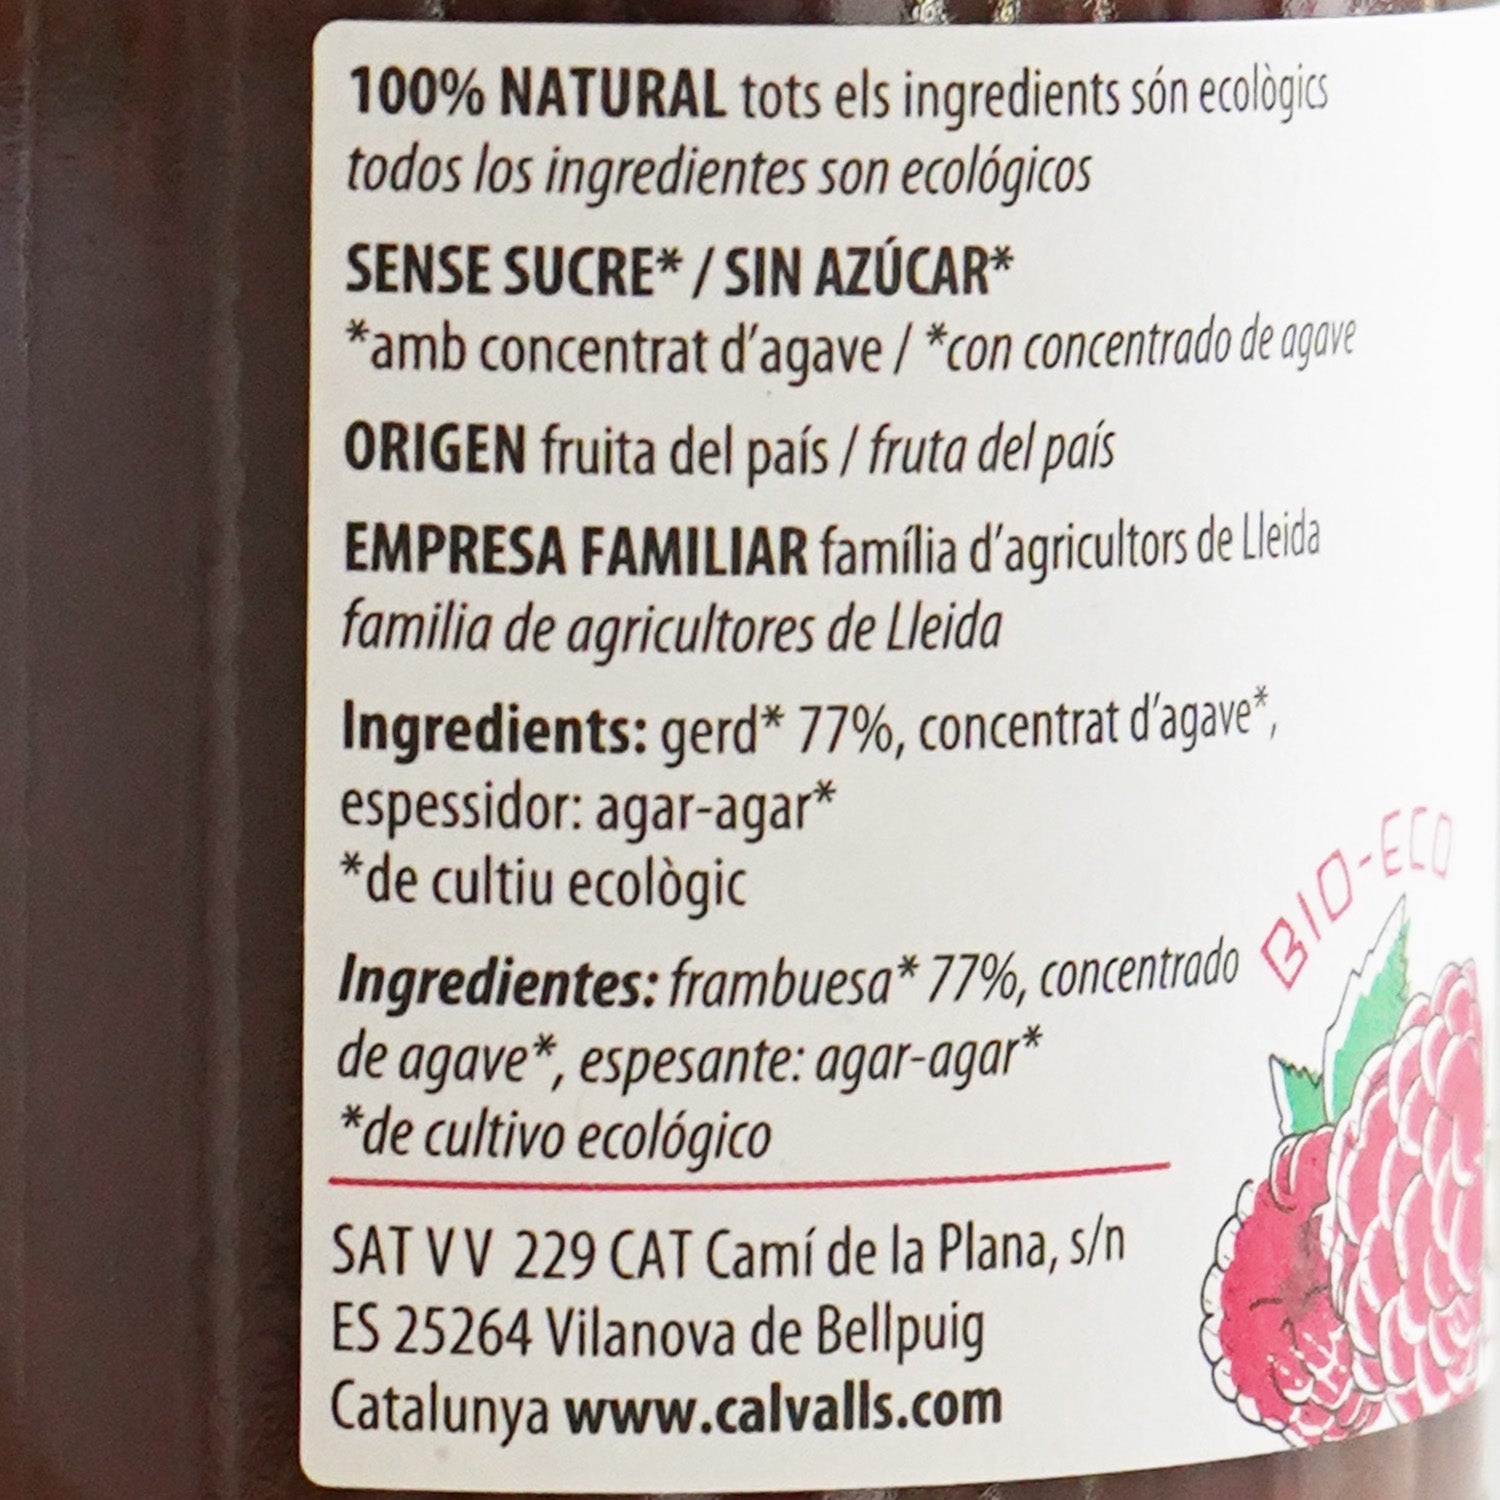 100% NATURAL tots els ingredients són ecològics
todos los ingredientes son ecológicos
SENSE SUCRE* / SIN AZÚCAR*
*amb concentrat d'agave / *con concentrado de agave
ORIGEN fruita del país / fruta del país
EMPRESA FAMILIAR família d'agricultors de Lleida
familia de agricultores de Lleida
Ingredients: gerd* 77%, concentrat d'agave*,
espessidor: agar-agar*
*de cultiu ecològic
Ingredientes: frambuesa* 77%, concentrado
de agave*, espesante: agar-agar*
*de cultivo ecológico
BIO-ECO
SAT V V 229 CAT Camí de la Plana, s/n
ES 25264 Vilanova de Bellpuig
Catalunya www.calvalls.com